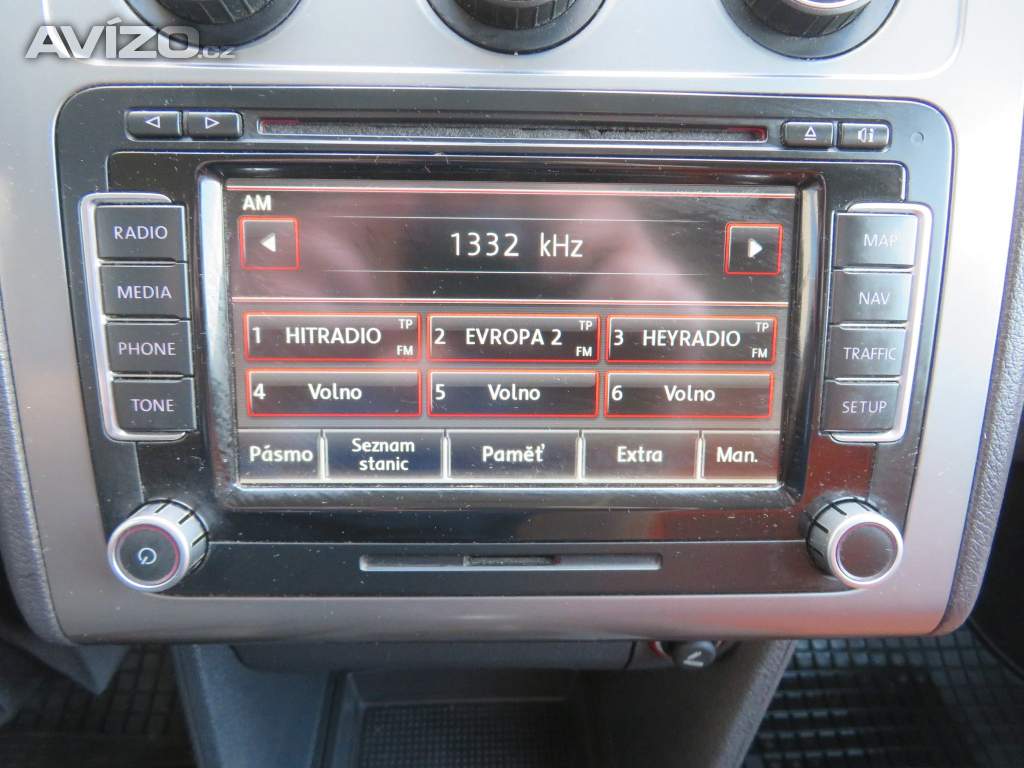 AVÍZO.cz
AM
1332 kHz
1 HITRADIO TP FM
2 EVROPA 2 TP FM
3 HEYRADIO TP FM
4 Volno
5 Volno
6 Volno
Pásmo
Seznam
stanic
Paměť
Extra
Man.
RADIO
MEDIA
PHONE
TONE
MAP
NAV
TRAFFIC
SETUP